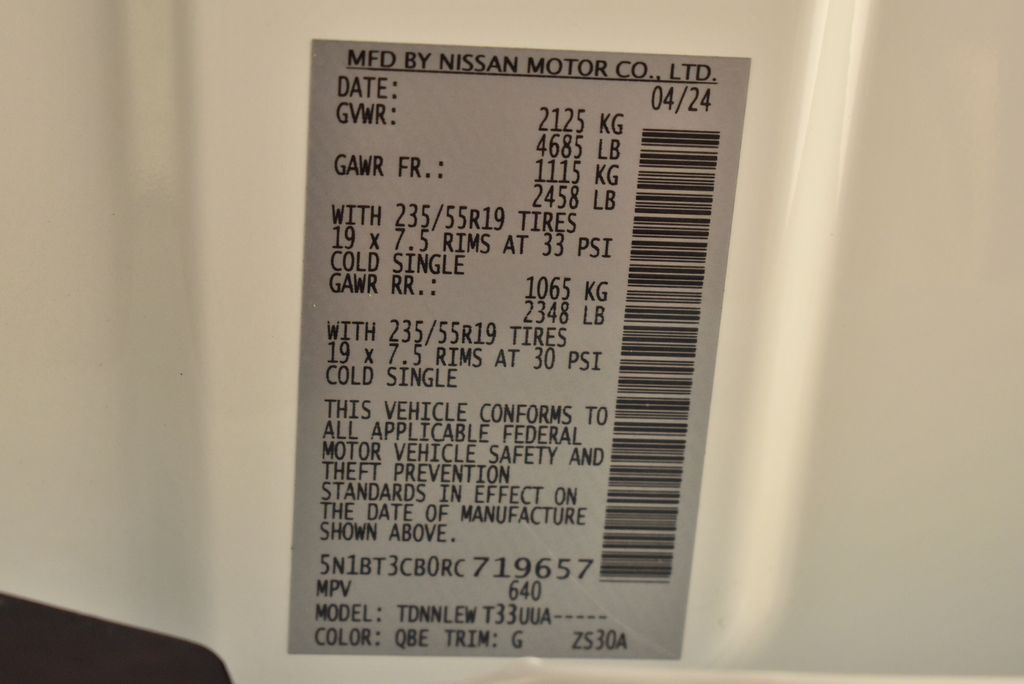 MFD BY NISSAN MOTOR CO., LTD.
DATE: 04/24
GVWR: 2125 KG
4685 LB
GAWR FR.: 1115 KG
2458 LB
WITH 235/55R19 TIRES
19 x 7.5 RIMS AT 33 PSI
COLD SINGLE
GAWR RR.: 1065 KG
2348 LB
WITH 235/55R19 TIRES
19 x 7.5 RIMS AT 30 PSI
COLD SINGLE
THIS VEHICLE CONFORMS TO
ALL APPLICABLE FEDERAL
MOTOR VEHICLE SAFETY AND
THEFT PREVENTION
STANDARDS IN EFFECT ON
THE DATE OF MANUFACTURE
SHOWN ABOVE.
5N1BT3CB0RC719657
MPV 640
MODEL: TDNNLEW T33UUA-----
COLOR: QBE TRIM: G ZS30A